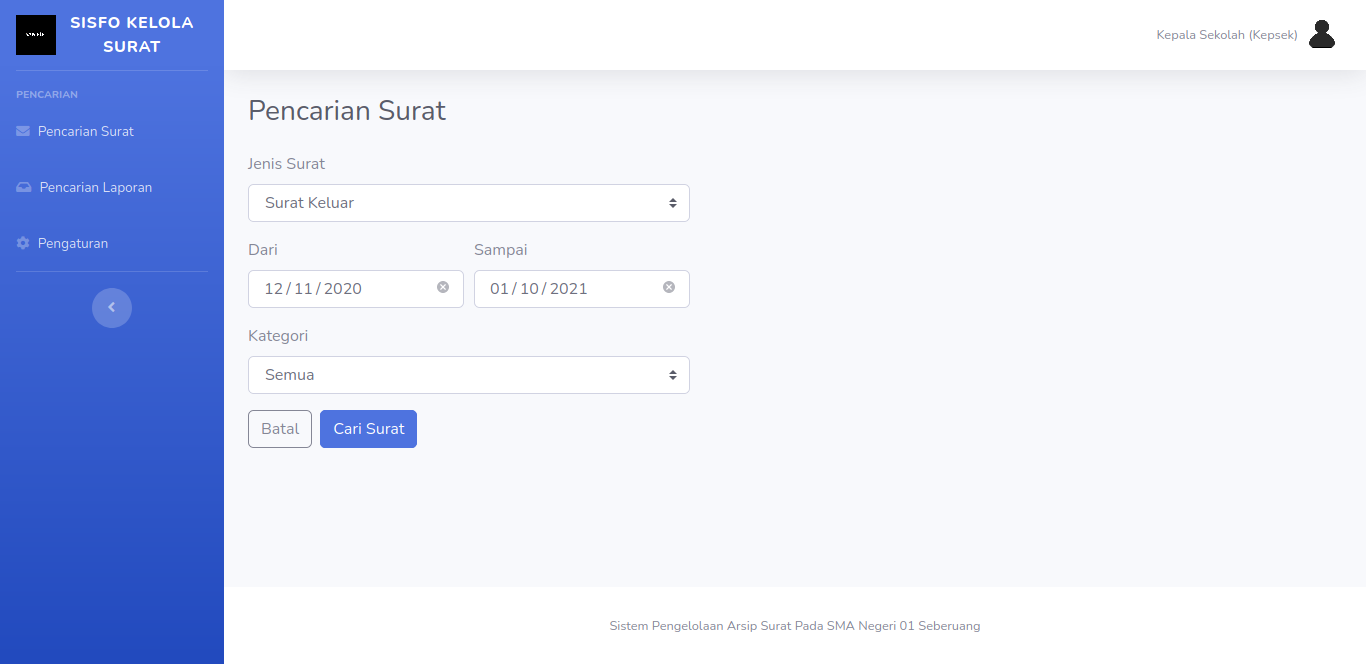 SISFO KELOLA
SURAT
Kepala Sekolah (Kepsek)
PENCARIAN
Pencarian Surat
Pencarian Laporan
Pengaturan
Pencarian Surat
Jenis Surat
Surat Keluar
Dari
Sampai
12 / 11 / 2020
01 / 10 / 2021
Kategori
Semua
Batal
Cari Surat
Sistem Pengelolaan Arsip Surat Pada SMA Negeri 01 Seberuang